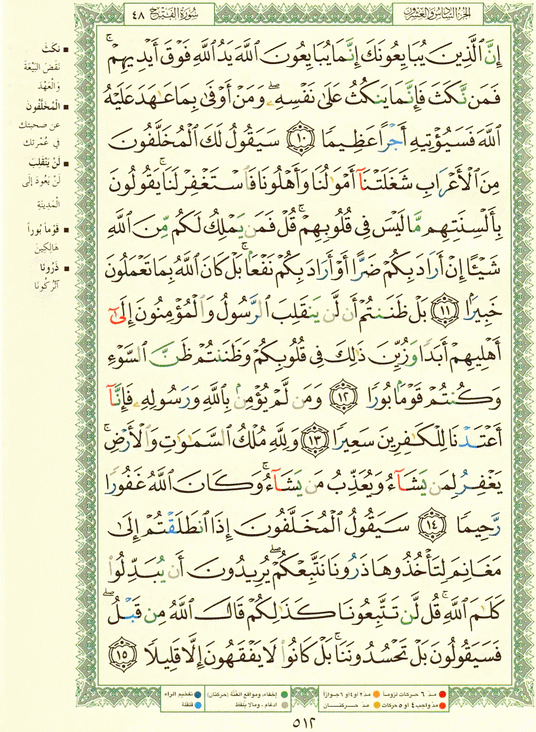 الجزء السادس والعشرون
سورة الفتح ٤٨
إِنَّ ٱلَّذِينَ يُبَايِعُونَكَ إِنَّمَا يُبَايِعُونَ ٱللَّهَ يَدُ ٱللَّهِ فَوْقَ أَيْدِيهِمْ ۚ
فَمَن نَّكَثَ فَإِنَّمَا يَنكُثُ عَلَىٰ نَفْسِهِۦ ۖ وَمَنْ أَوْفَىٰ بِمَا عَـٰهَدَ عَلَيْهُ
ٱللَّهَ فَسَيُؤْتِيهِ أَجْرًا عَظِيمًا ١٠ سَيَقُولُ لَكَ ٱلْمُخَلَّفُونَ
مِنَ ٱلْأَعْرَابِ شَغَلَتْنَآ أَمْوَٰلُنَا وَأَهْلُونَا فَٱسْتَغْفِرْ لَنَا ۚ يَقُولُونَ
بِأَلْسِنَتِهِم مَّا لَيْسَ فِى قُلُوبِهِمْ ۚ قُلْ فَمَن يَمْلِكُ لَكُم مِّنَ ٱللَّهِ
شَيْـًٔا إِنْ أَرَادَ بِكُمْ ضَرًّا أَوْ أَرَادَ بِكُمْ نَفْعًۢا ۚ بَلْ كَانَ ٱللَّهُ بِمَا تَعْمَلُونَ
خَبِيرًۢا ١١ بَلْ ظَنَنتُمْ أَن لَّن يَنقَلِبَ ٱلرَّسُولُ وَٱلْمُؤْمِنُونَ إِلَىٰٓ
أَهْلِيهِمْ أَبَدًا وَزُيِّنَ ذَٰلِكَ فِى قُلُوبِكُمْ وَظَنَنتُمْ ظَنَّ ٱلسَّوْءِ
وَكُنتُمْ قَوْمًۢا بُورًا ١٢ وَمَن لَّمْ يُؤْمِنۢ بِٱللَّهِ وَرَسُولِهِۦ فَإِنَّآ
أَعْتَدْنَا لِلْكَـٰفِرِينَ سَعِيرًا ١٣ وَلِلَّهِ مُلْكُ ٱلسَّمَـٰوَٰتِ وَٱلْأَرْضِ ۚ
يَغْفِرُ لِمَن يَشَآءُ وَيُعَذِّبُ مَن يَشَآءُ ۚ وَكَانَ ٱللَّهُ غَفُورًا
رَّحِيمًا ١٤ سَيَقُولُ ٱلْمُخَلَّفُونَ إِذَا ٱنطَلَقْتُمْ إِلَىٰ
مَغَانِمَ لِتَأْخُذُوهَا ذَرُونَا نَتَّبِعْكُمْ ۖ يُرِيدُونَ أَن يُبَدِّلُوا۟
كَلَـٰمَ ٱللَّهِ ۚ قُل لَّن تَتَّبِعُونَا كَذَٰلِكُمْ قَالَ ٱللَّهُ مِن قَبْلُ ۖ
فَسَيَقُولُونَ بَلْ تَحْسُدُونَنَا ۚ بَلْ كَانُوا۟ لَا يَفْقَهُونَ إِلَّا قَلِيلًا ١٥
نكث
نقض البيعة
والعهد
المخلفون
عن صحبتك
في عمرتك
لن ينقلب
لن يعود إلى
المدينة
قوماً بوراً
هالكين
ذرونا
اتركونا
مد ٦ حركات لزوماً مد ٢ أو ٤ أو ٦ جوازاً إخفاء، ومواقع الغنة (حركتان) تفخيم الراء
مد واجب ٤ أو ٥ حركات مد حركتان إدغام، وما لا يلفظ قلقلة
٥١٢